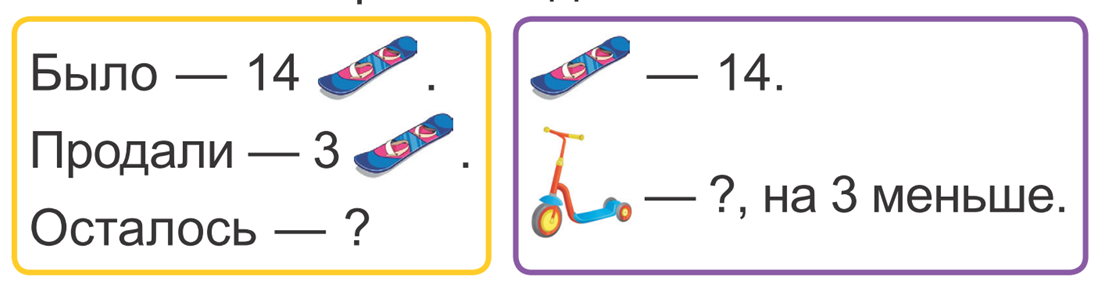 Было — 14 .
Продали — 3 .
Осталось — ?
— 14.
— ?, на 3 меньше.